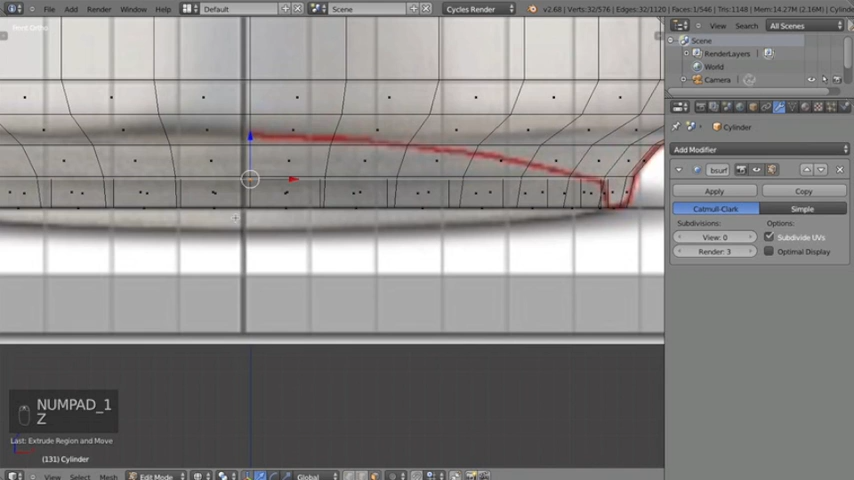 File Add Render Window Help Default Scene Cycles Render v2.68 | Verts:32/576 | Edges:32/1120 | Faces:1/546 | Tris:1148 | Mem:14.27M (2.16M) | Cylinde
View Search All Scenes
Scene
RenderLayers
World
Camera
Cylinder
Add Modifier
bsurf
Apply Copy
Catmull-Clark Simple
Subdivisions: Options:
View: 0 Subdivide UVs
Render: 3 Optimal Display
NUMPAD_1
Z
Last: Extrude Region and Move
(131) Cylinder
View Select Mesh Edit Mode Global